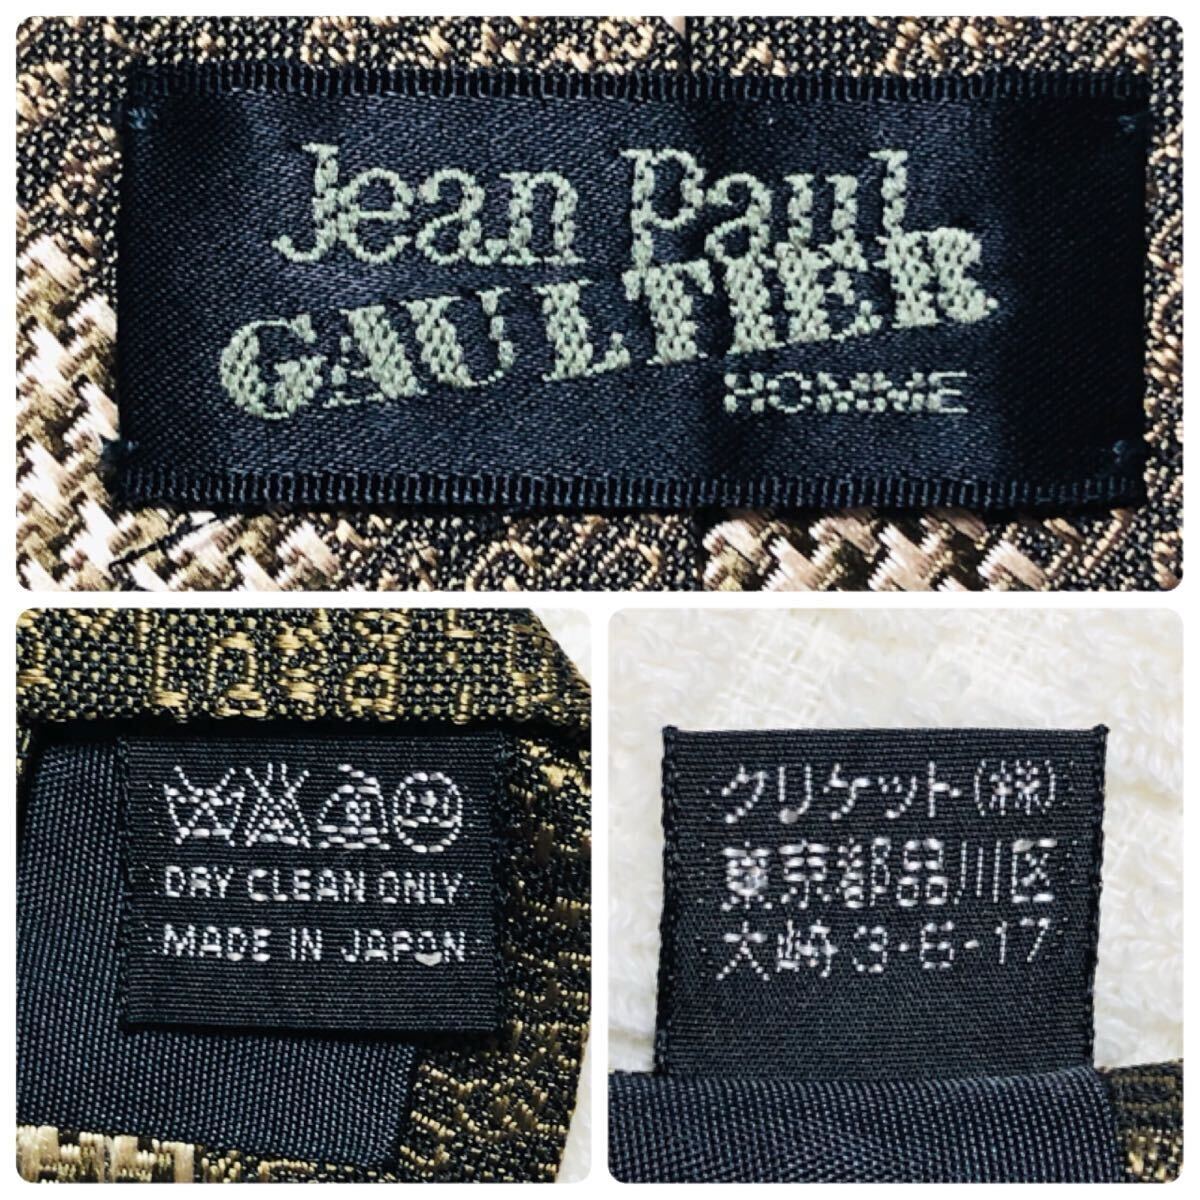 Jean Paul
GAULTIER
HOMME
DRY CLEAN ONLY
MADE IN JAPAN
クリケット(株)
東京都品川区
大崎3-6-17